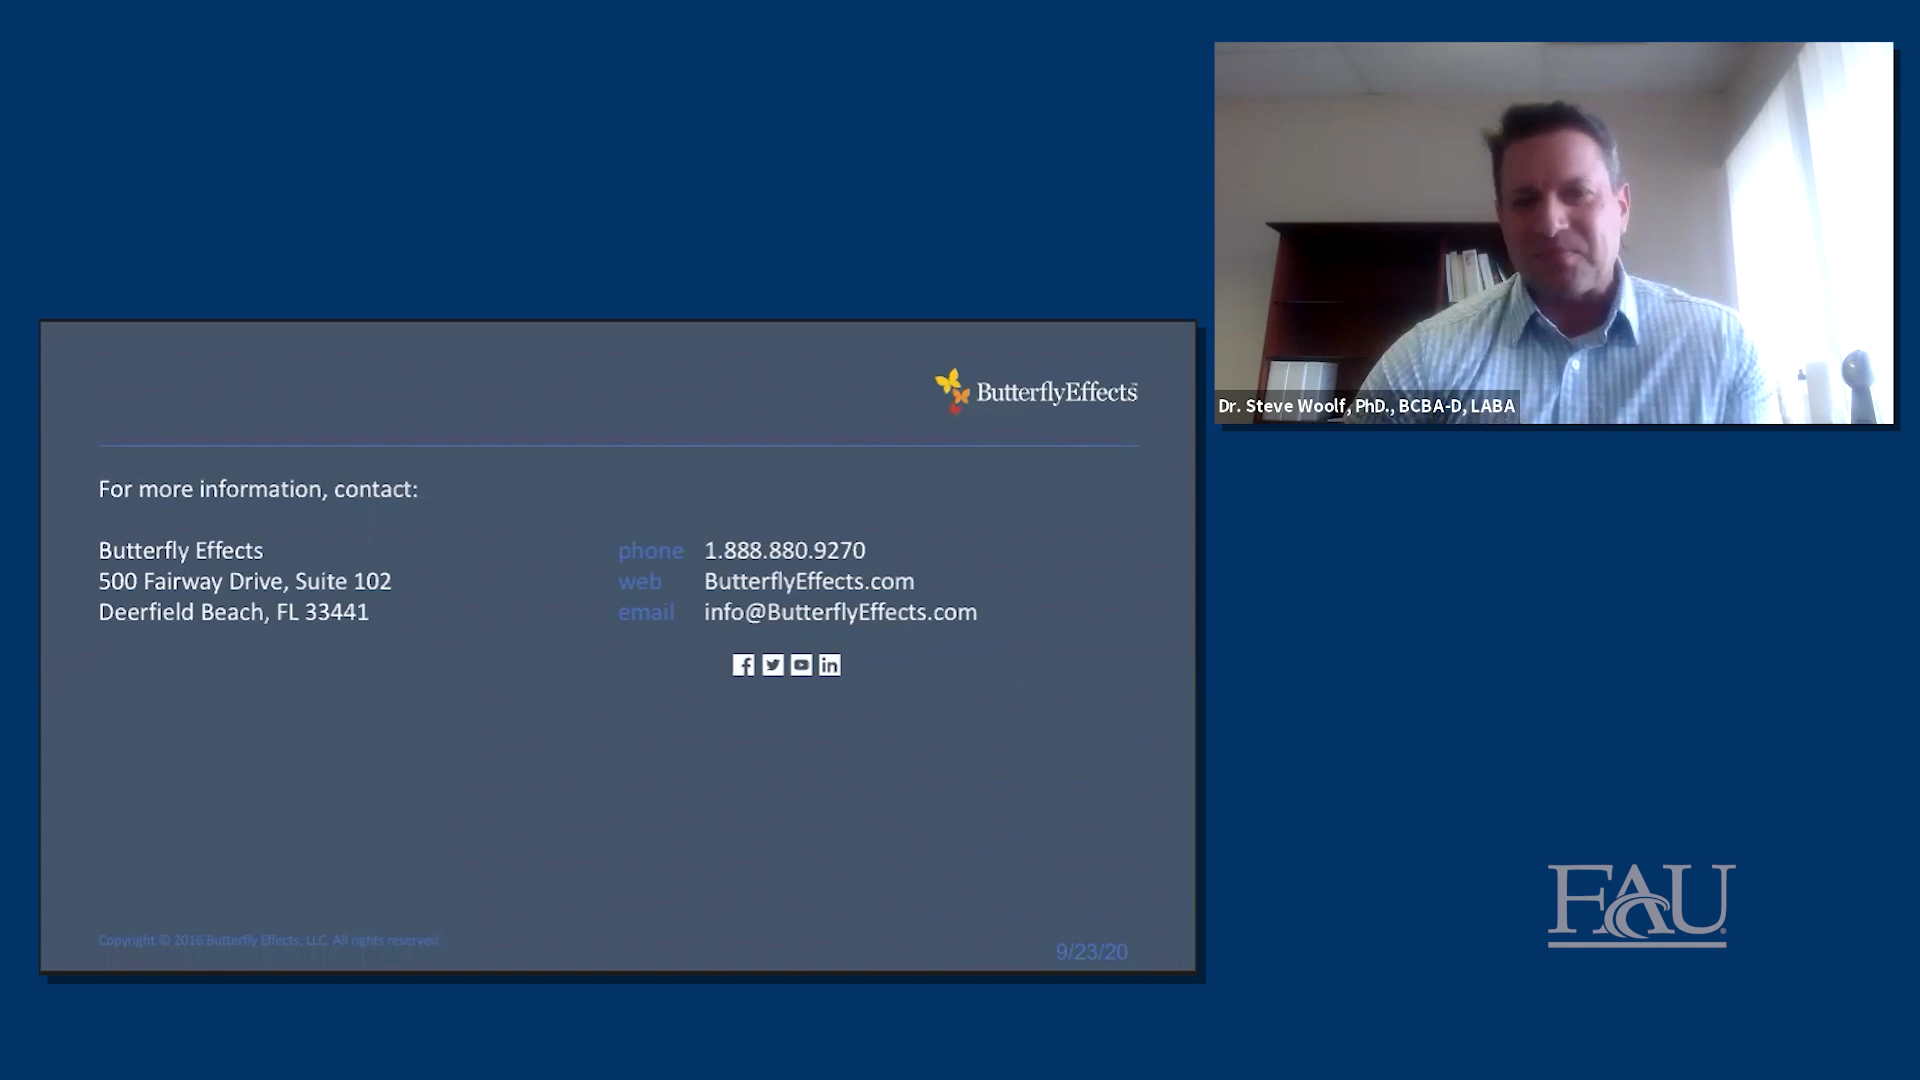 ButterflyEffects™
For more information, contact:
Butterfly Effects
500 Fairway Drive, Suite 102
Deerfield Beach, FL 33441
phone 1.888.880.9270
web ButterflyEffects.com
email info@ButterflyEffects.com
Copyright © 2016 Butterfly Effects, LLC. All rights reserved.
9/23/20
Dr. Steve Woolf, PhD., BCBA-D, LABA
FAU